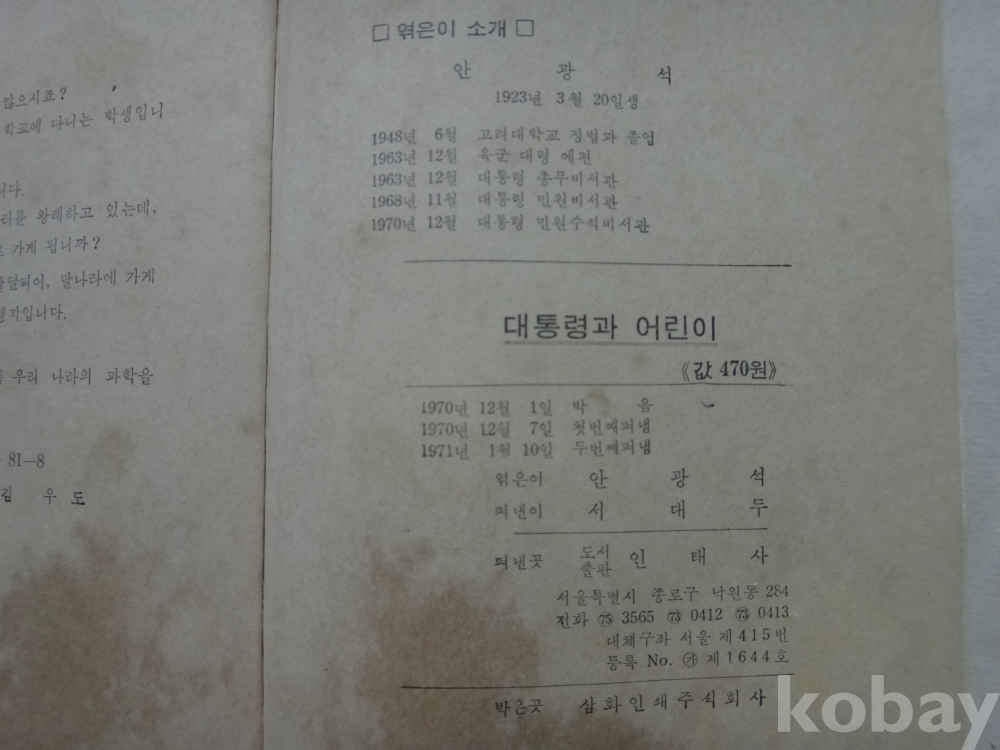 많으시죠?
학교에 다니는 학생입니
니다.
리를 왕래하고 있는데,
가게 됩니까?
달되어, 달나라에 가게
생각입니다.
우리 나라의 과학을
81—8
김 우 도
□ 엮은이 소개 □
안 광 석
1923년 3월 20일생
1948년 6월 고려대학교 정법과 졸업
1963년 12월 육군 대령 예편
1963년 12월 대통령 총무비서관
1968년 11월 대통령 민원비서관
1970년 12월 대통령 민원수석비서관
대통령과 어린이
《값 470원》
1970년 12월 1일 박음
1970년 12월 7일 첫번째펴냄
1971년 1월 10일 두번째펴냄
엮은이 안 광 석
펴낸이 서 대 두
펴낸곳 도서출판 인 태 사
서울특별시 종로구 낙원동 284
전화 ㊆ 3565 ㊆ 0412 ㊆ 0413
대체구좌 서울 제415번
등록 No. ㉮ 제1644호
박은곳 삼화인쇄주식회사
kobay